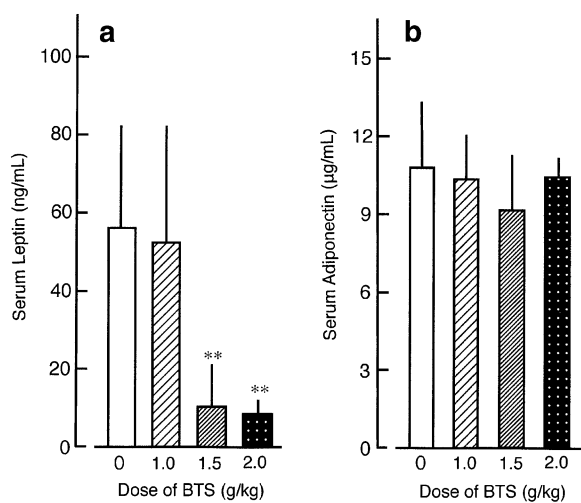 a
Serum Leptin (ng/mL)
100
80
60
40
20
0
**
**
0 1.0 1.5 2.0
Dose of BTS (g/kg)
b
Serum Adiponectin (µg/mL)
15
12
9
6
3
0
0 1.0 1.5 2.0
Dose of BTS (g/kg)